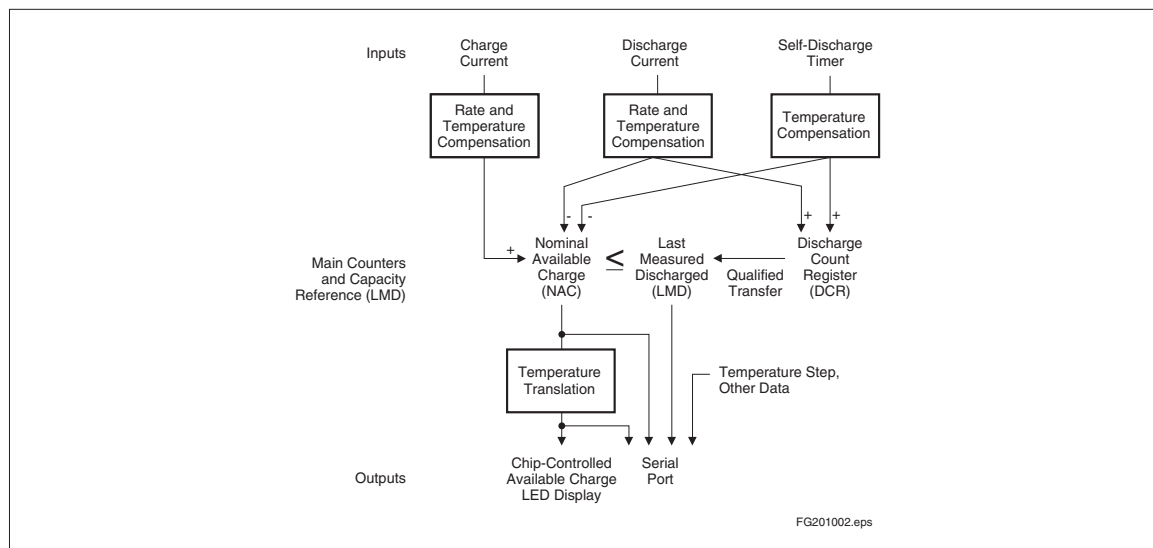 Inputs
Charge
Current
Discharge
Current
Self-Discharge
Timer
Rate and
Temperature
Compensation
Rate and
Temperature
Compensation
Temperature
Compensation
-
-
+
+
+
Main Counters
and Capacity
Reference (LMD)
Nominal
Available
Charge
(NAC)
≤
Last
Measured
Discharged
(LMD)
Qualified
Transfer
Discharge
Count
Register
(DCR)
Temperature
Translation
Temperature Step,
Other Data
Outputs
Chip-Controlled
Available Charge
LED Display
Serial
Port
FG201002.eps